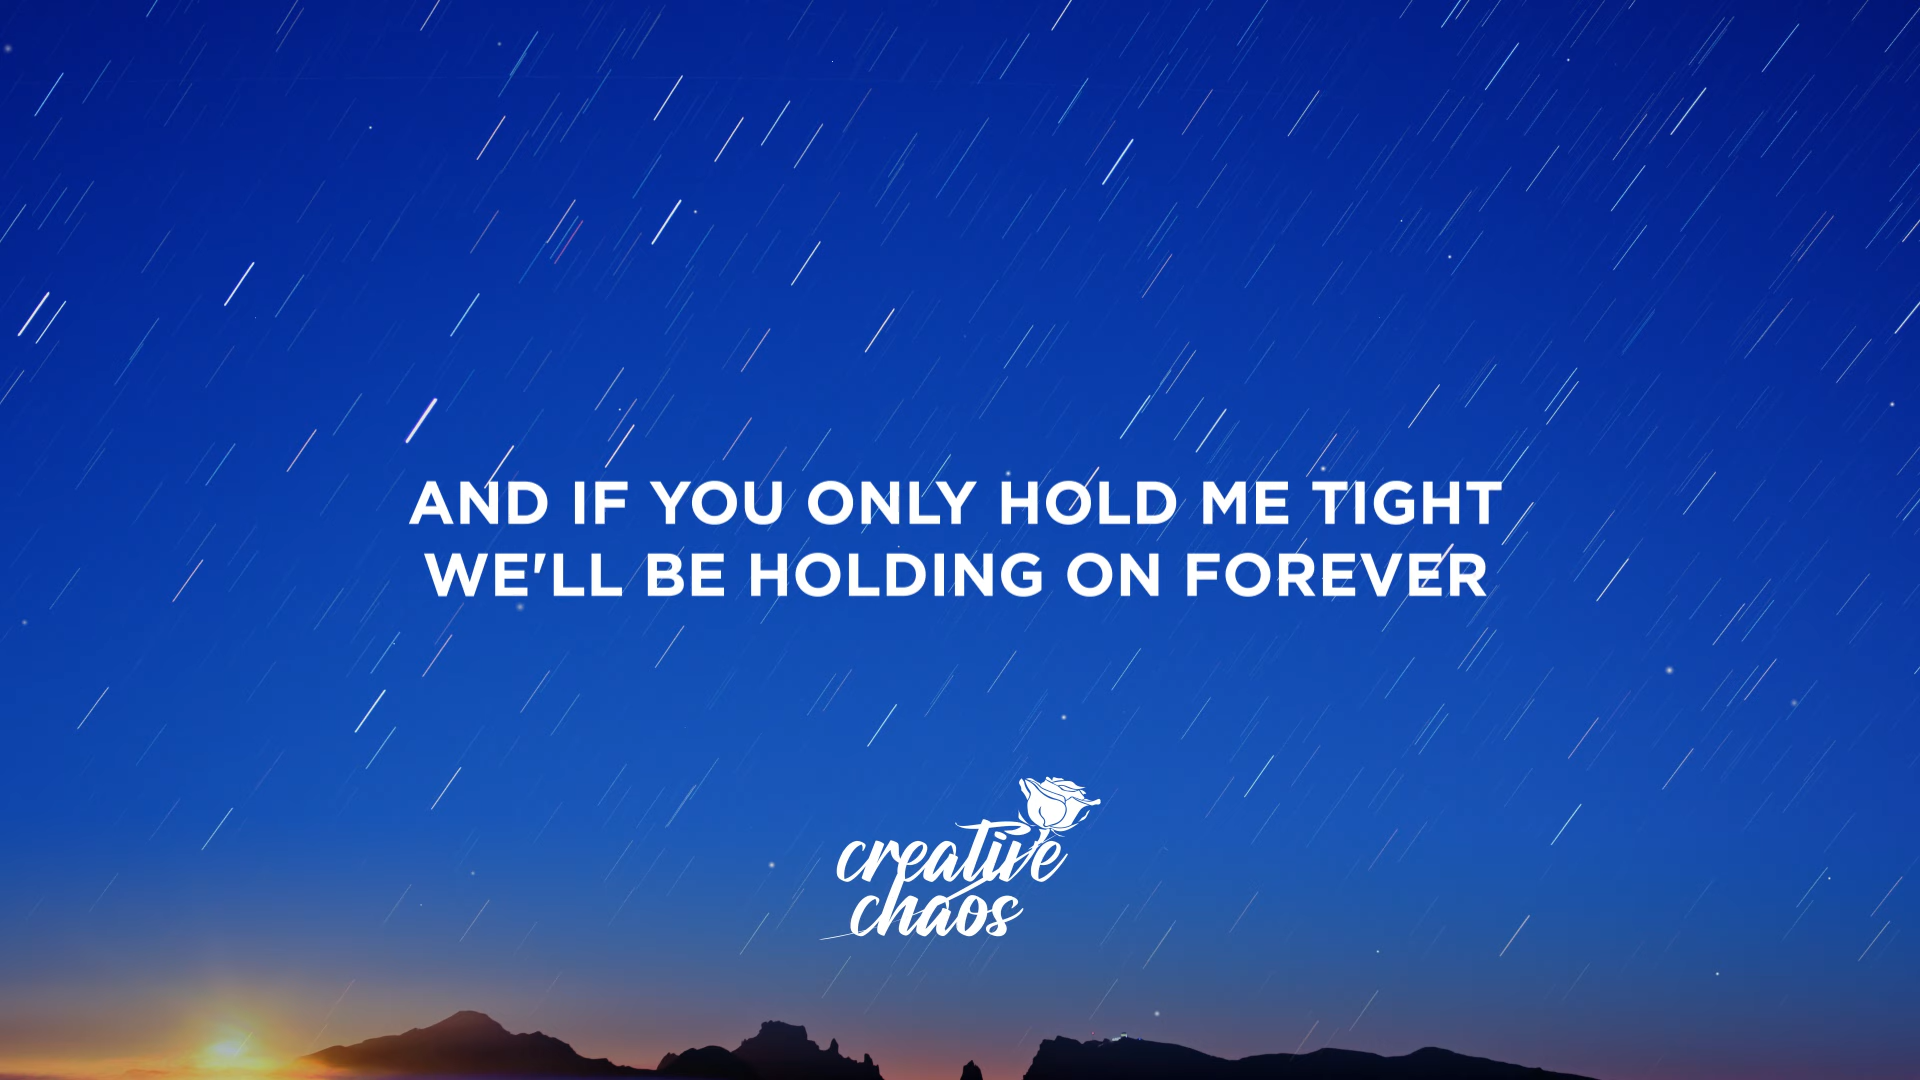 AND IF YOU ONLY HOLD ME TIGHT
WE'LL BE HOLDING ON FOREVER
creative
chaos